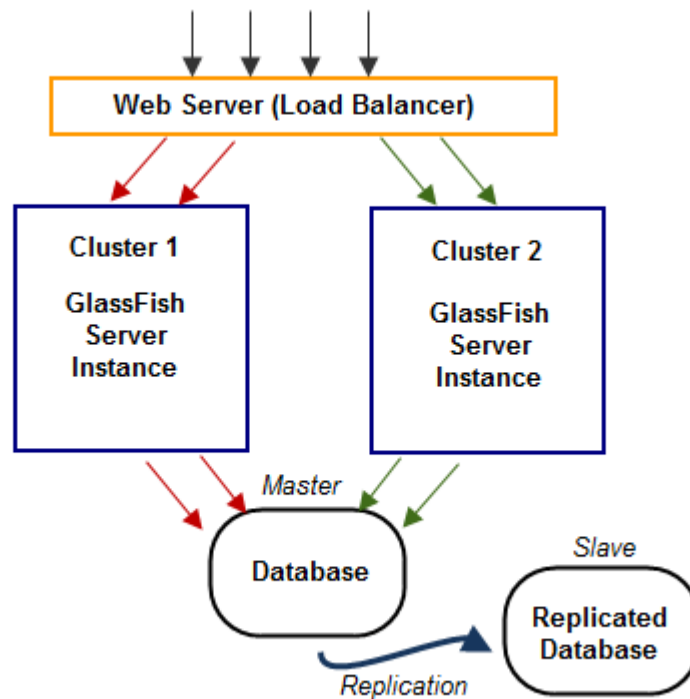 Web Server (Load Balancer)
Cluster 1
GlassFish
Server
Instance
Cluster 2
GlassFish
Server
Instance
Master
Database
Slave
Replicated
Database
Replication